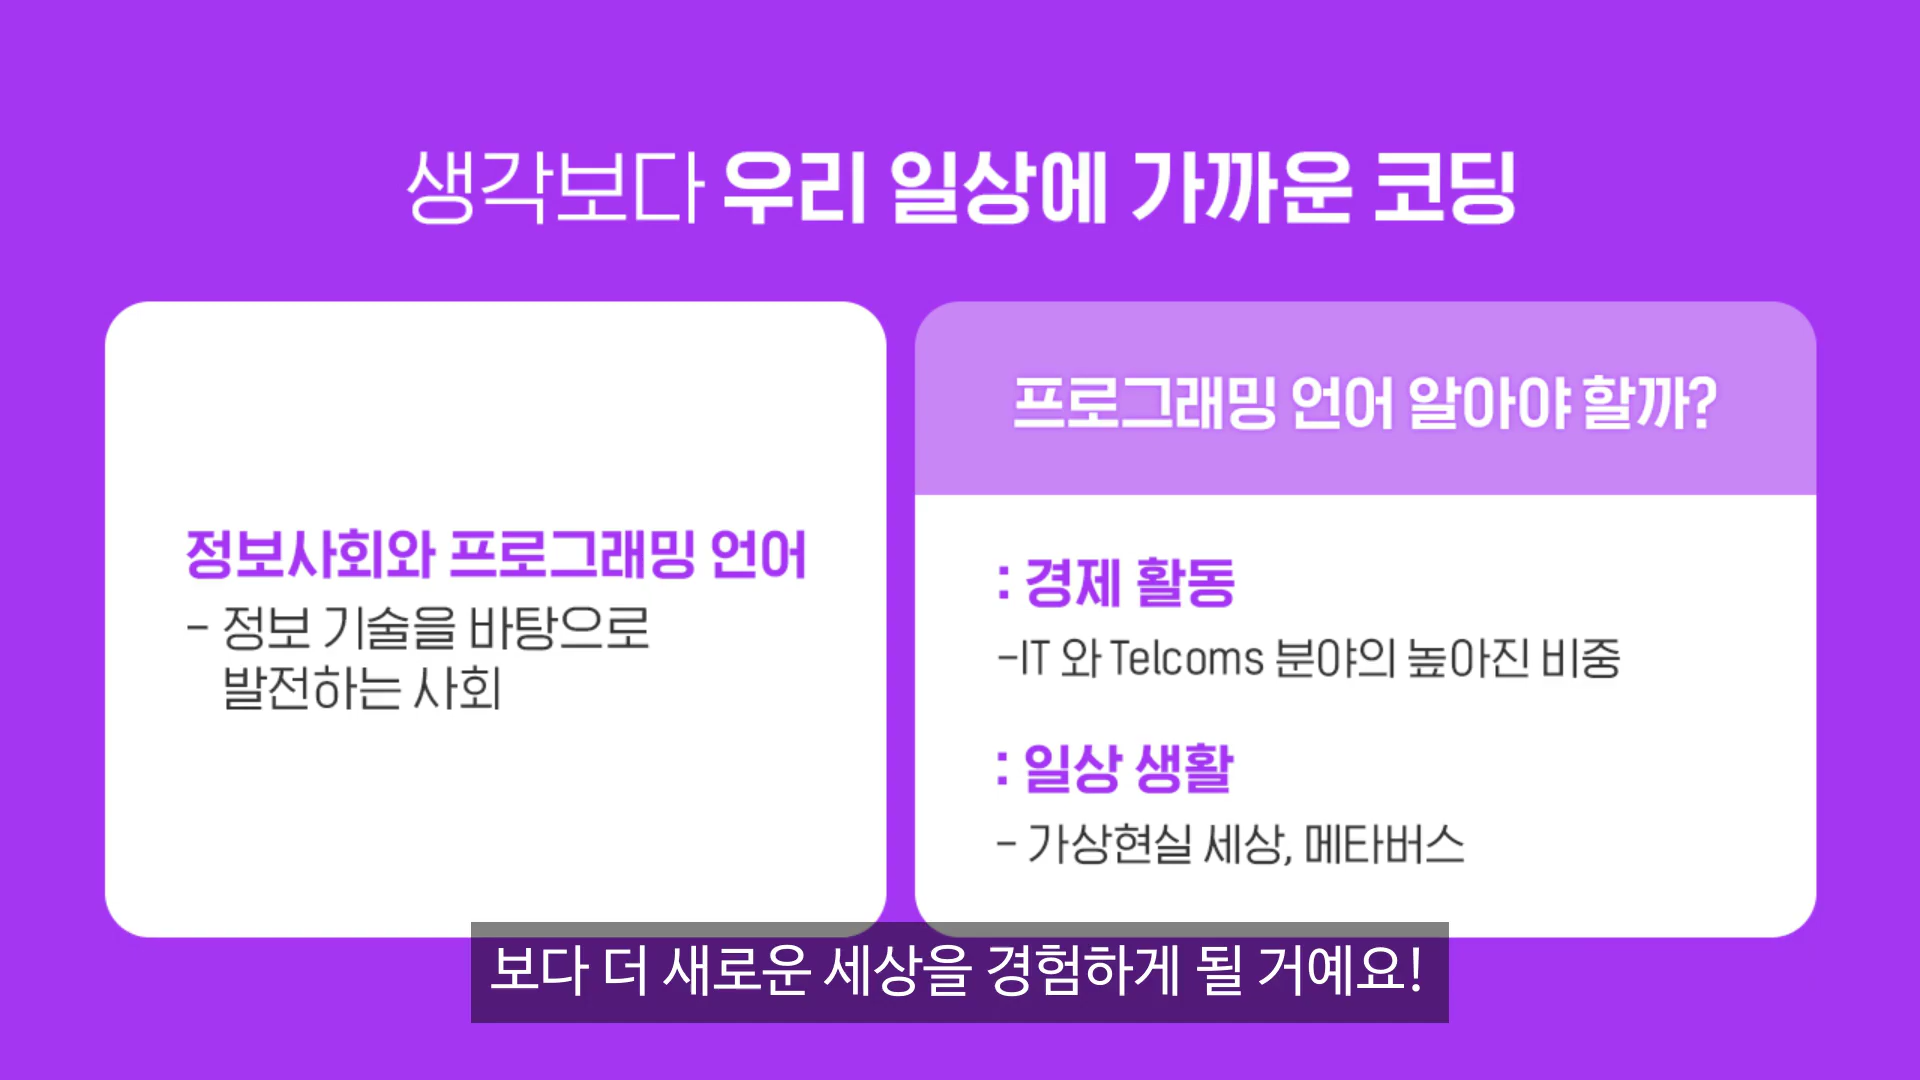 생각보다 우리 일상에 가까운 코딩
정보사회와 프로그래밍 언어
- 정보 기술을 바탕으로
발전하는 사회
프로그래밍 언어 알아야 할까?
: 경제 활동
-IT 와 Telcoms 분야의 높아진 비중
: 일상 생활
- 가상현실 세상, 메타버스
보다 더 새로운 세상을 경험하게 될 거예요!